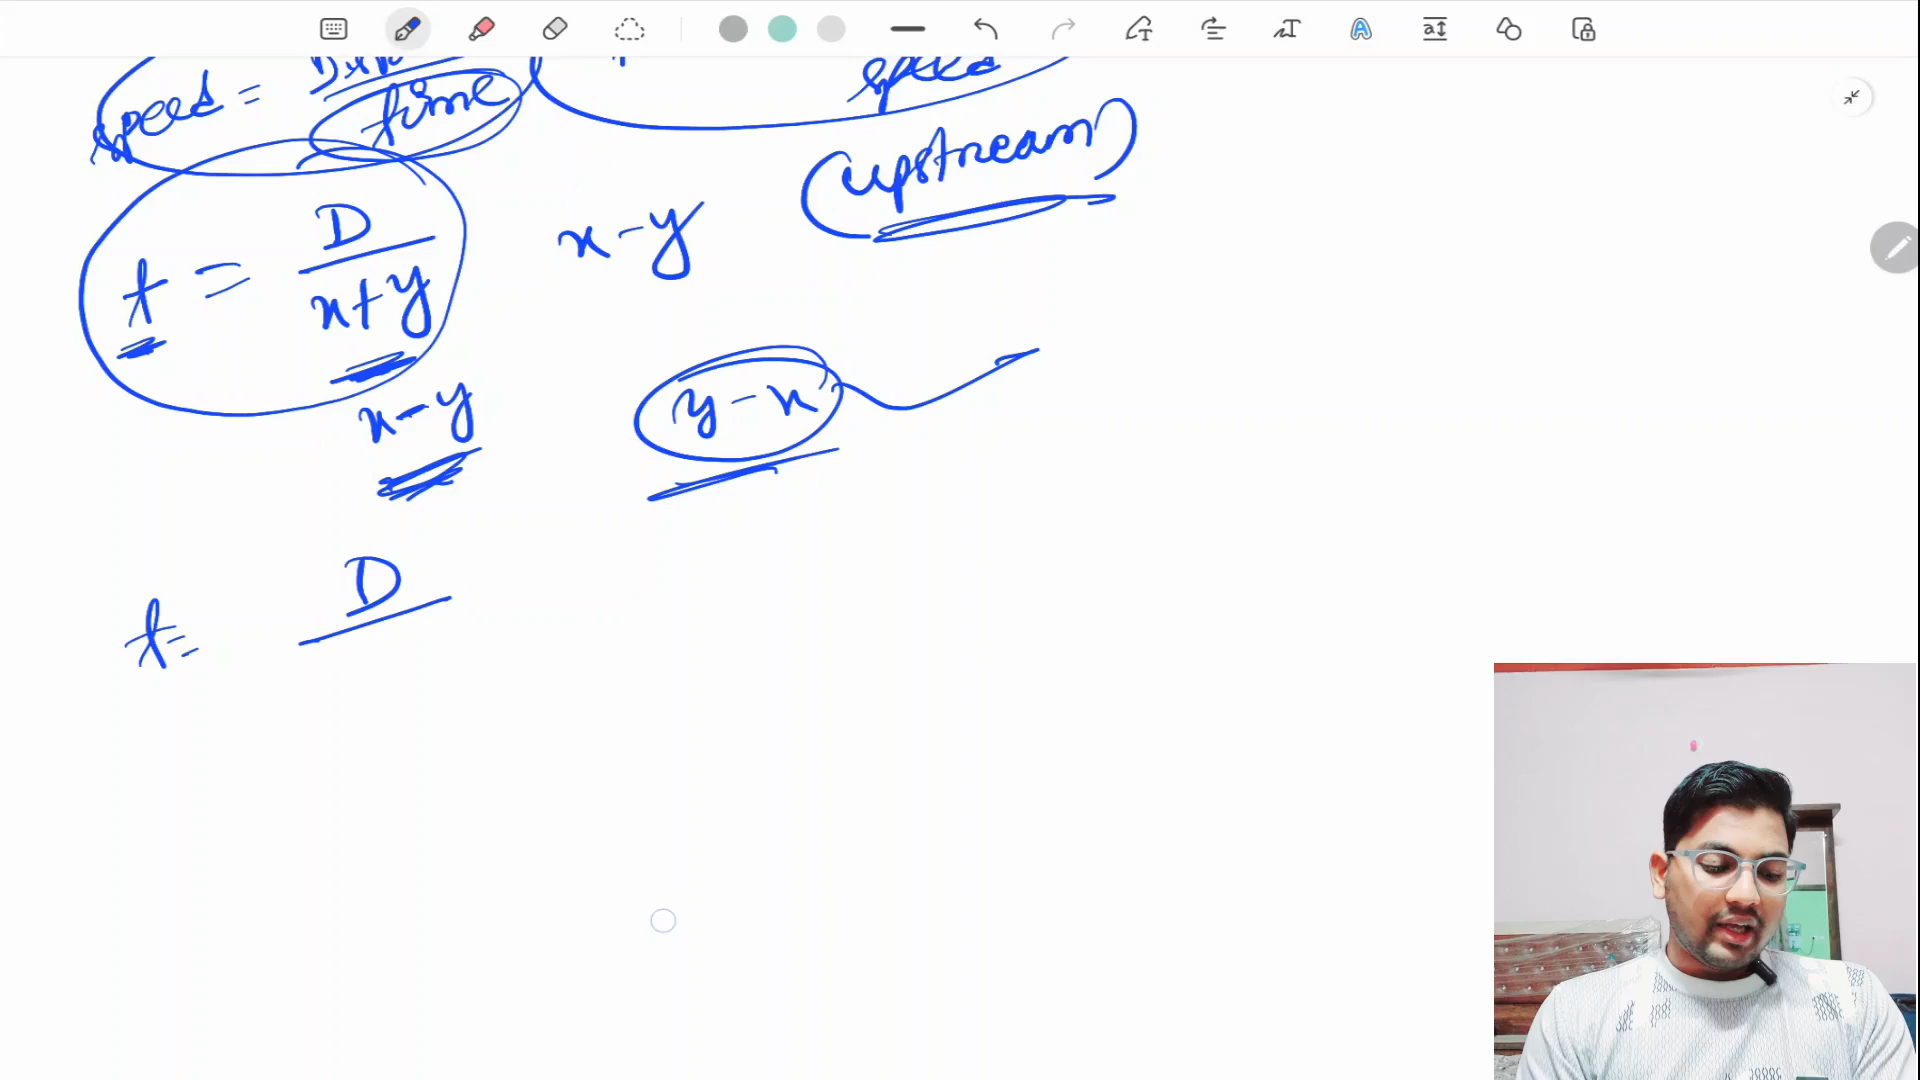 speed =
time
speed
(upstream)
t = D / x+y
x-y
x-y
y-x
t= D